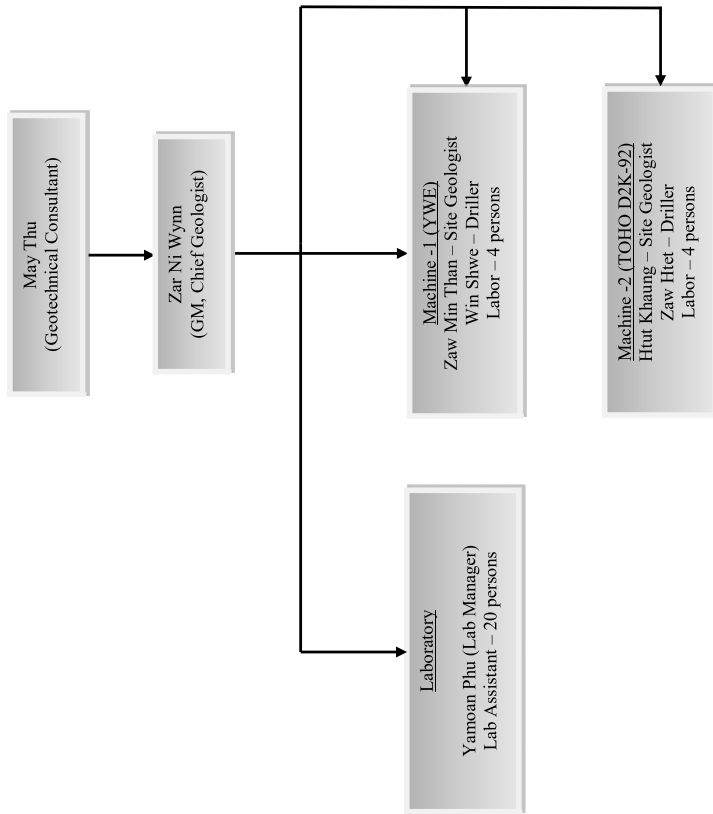 May Thu
(Geotechnical Consultant)
Zar Ni Wynn
(GM, Chief Geologist)
Laboratory
Yamoan Phu (Lab Manager)
Lab Assistant – 20 persons
Machine -1 (YWE)
Zaw Min Than – Site Geologist
Win Shwe – Driller
Labor – 4 persons
Machine -2 (TOHO D2K-92)
Htut Khaung – Site Geologist
Zaw Htet – Driller
Labor – 4 persons